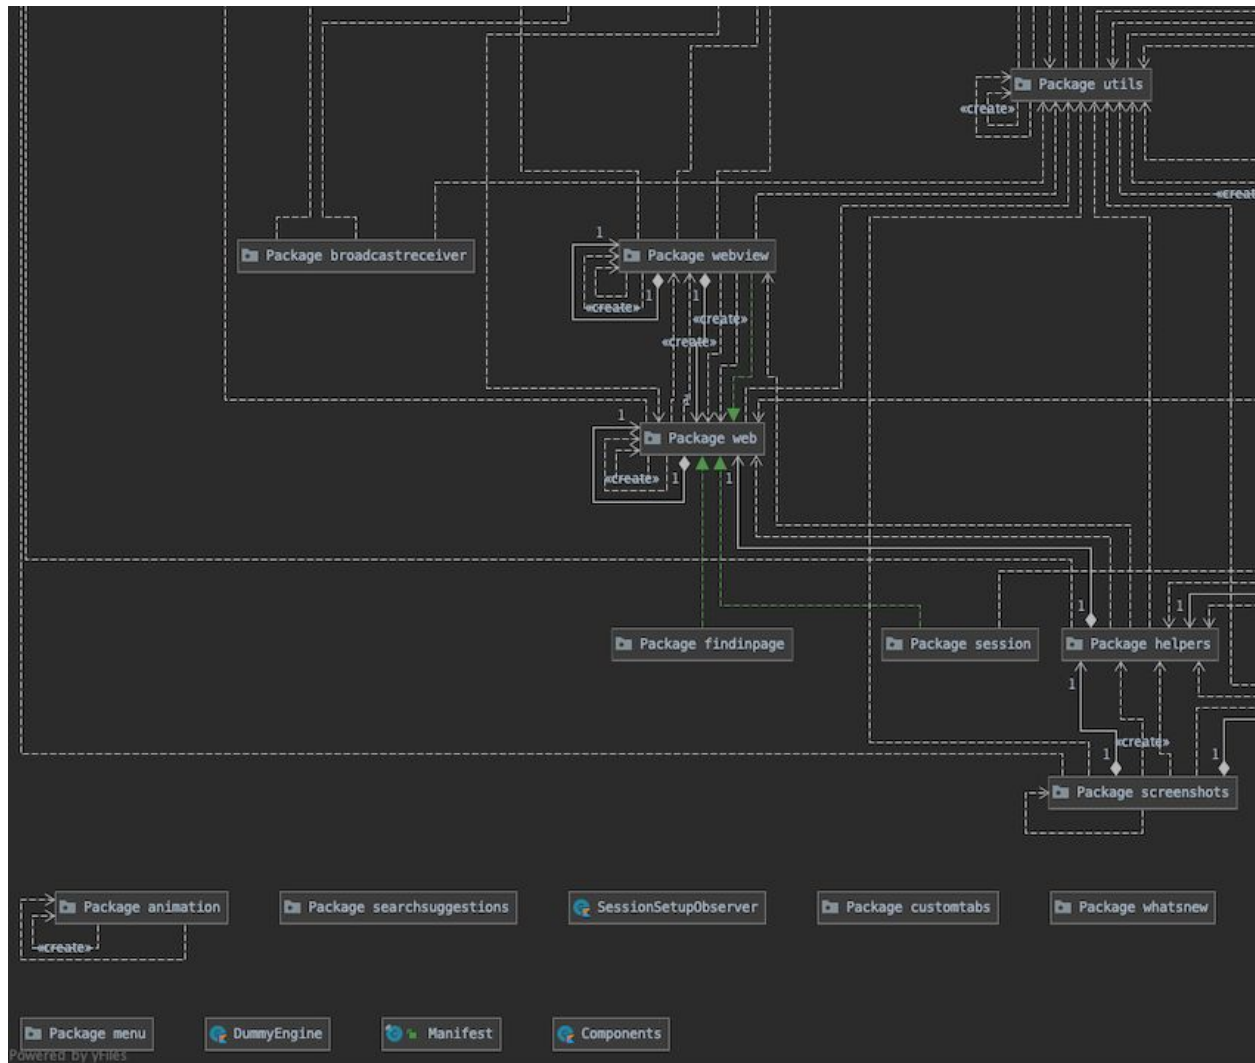 Package utils
«create»
«creat
Package broadcastreceiver
1
Package webview
1
1
«create»
«create»
«create»
1
Package web
«create»
1
1
1
1
Package findinpage
Package session
Package helpers
1
«create»
1
1
Package screenshots
Package animation
Package searchsuggestions
SessionSetupObserver
Package customtabs
Package whatsnew
«create»
Package menu
DummyEngine
Manifest
Components
Powered by yFiles